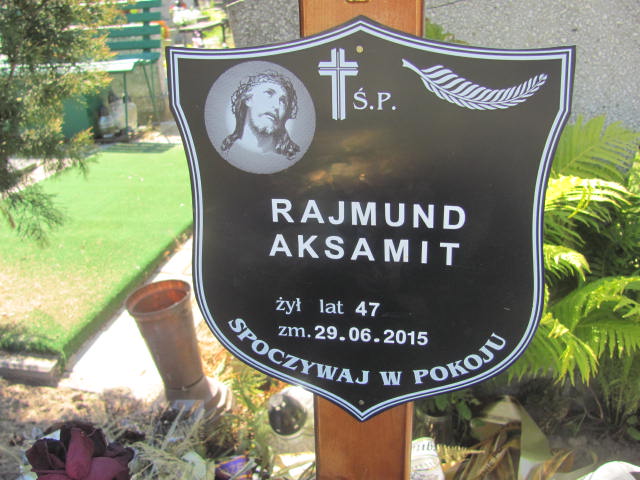 Ś.P.
RAJMUND
AKSAMIT
żył lat 47
zm. 29.06.2015
SPOCZYWAJ W POKOJU